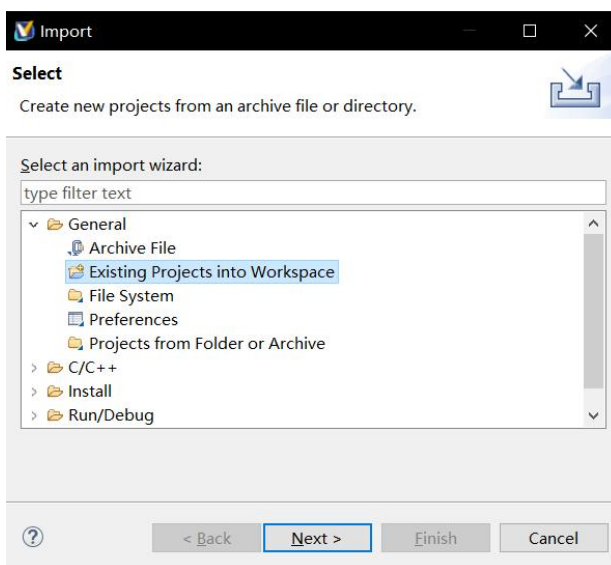 Import
Select
Create new projects from an archive file or directory.
Select an import wizard:
type filter text
General
Archive File
Existing Projects into Workspace
File System
Preferences
Projects from Folder or Archive
C/C++
Install
Run/Debug
?
< Back
Next >
Finish
Cancel